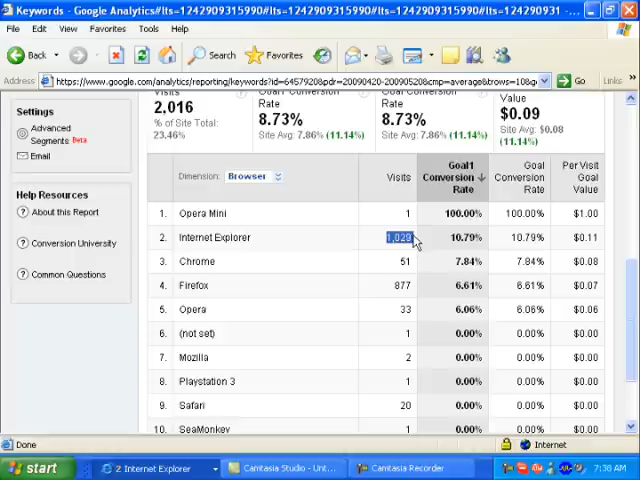 Keywords - Google Analytics#lts=1242909315990#lts=1242909315990#lts=12429091 - ...
File Edit View Favorites Tools Help
Back Search Favorites
Address https://www.google.com/analytics/reporting/keywords?id=6457920&pdr=20090420-20090520&cmp=average&trows=10&g Go Links »
Settings
Advanced
Segments Beta
Email
Help Resources
About this Report
Conversion University
Common Questions
Visits
2,016
% of Site Total:
23.46%
Goal1 Conversion
Rate
8.73%
Site Avg: 7.86% (11.14%)
Goal Conversion
Rate
8.73%
Site Avg: 7.86% (11.14%)
Value
$0.09
Site Avg: $0.08
(11.14%)
Dimension: Browser Visits Goal1 Conversion Rate Goal Conversion Rate Per Visit Goal Value
1. Opera Mini 1 100.00% 100.00% $1.00
2. Internet Explorer 1,029 10.79% 10.79% $0.11
3. Chrome 51 7.84% 7.84% $0.08
4. Firefox 877 6.61% 6.61% $0.07
5. Opera 33 6.06% 6.06% $0.06
6. (not set) 1 0.00% 0.00% $0.00
7. Mozilla 2 0.00% 0.00% $0.00
8. Playstation 3 1 0.00% 0.00% $0.00
9. Safari 20 0.00% 0.00% $0.00
10. SeaMonkey 1 0.00% 0.00% $0.00
Done Internet
start 2 Internet Explorer Camtasia Studio - Unt... Camtasia Recorder 7:38 AM